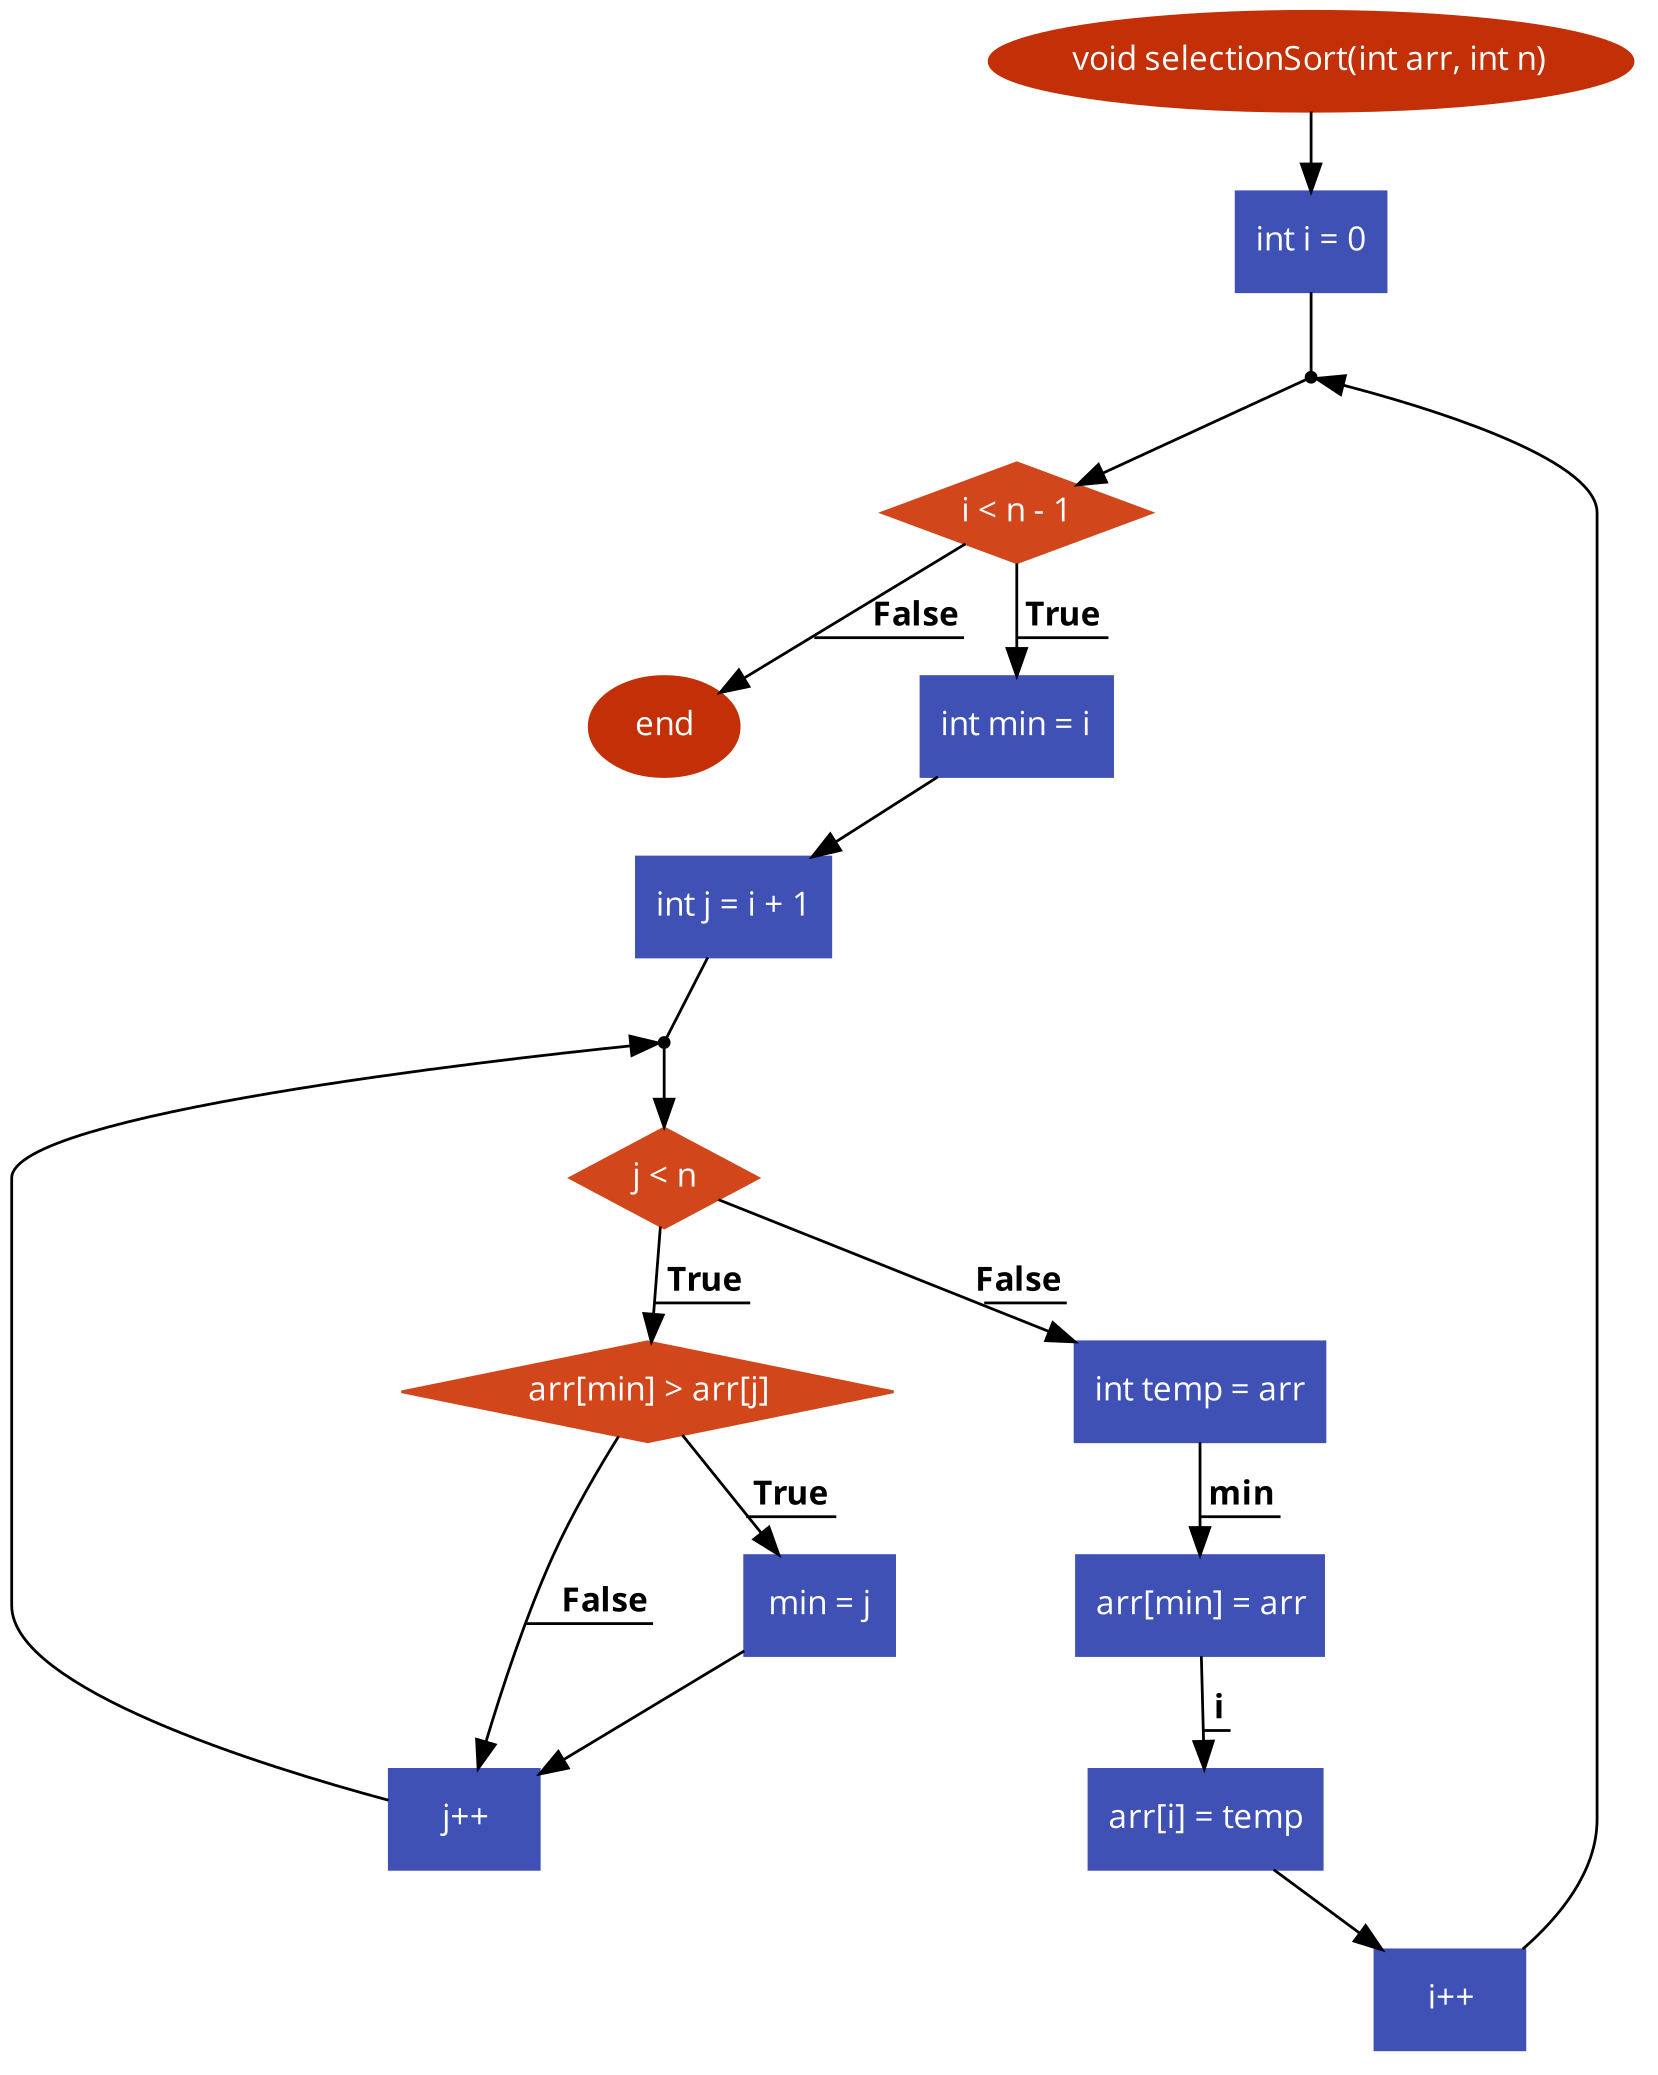 void selectionSort(int arr, int n)
int i = 0
i < n - 1
False
True
end
int min = i
int j = i + 1
j < n
True
False
arr[min] > arr[j]
int temp = arr
True
min
False
min = j
arr[min] = arr
i
j++
arr[i] = temp
i++